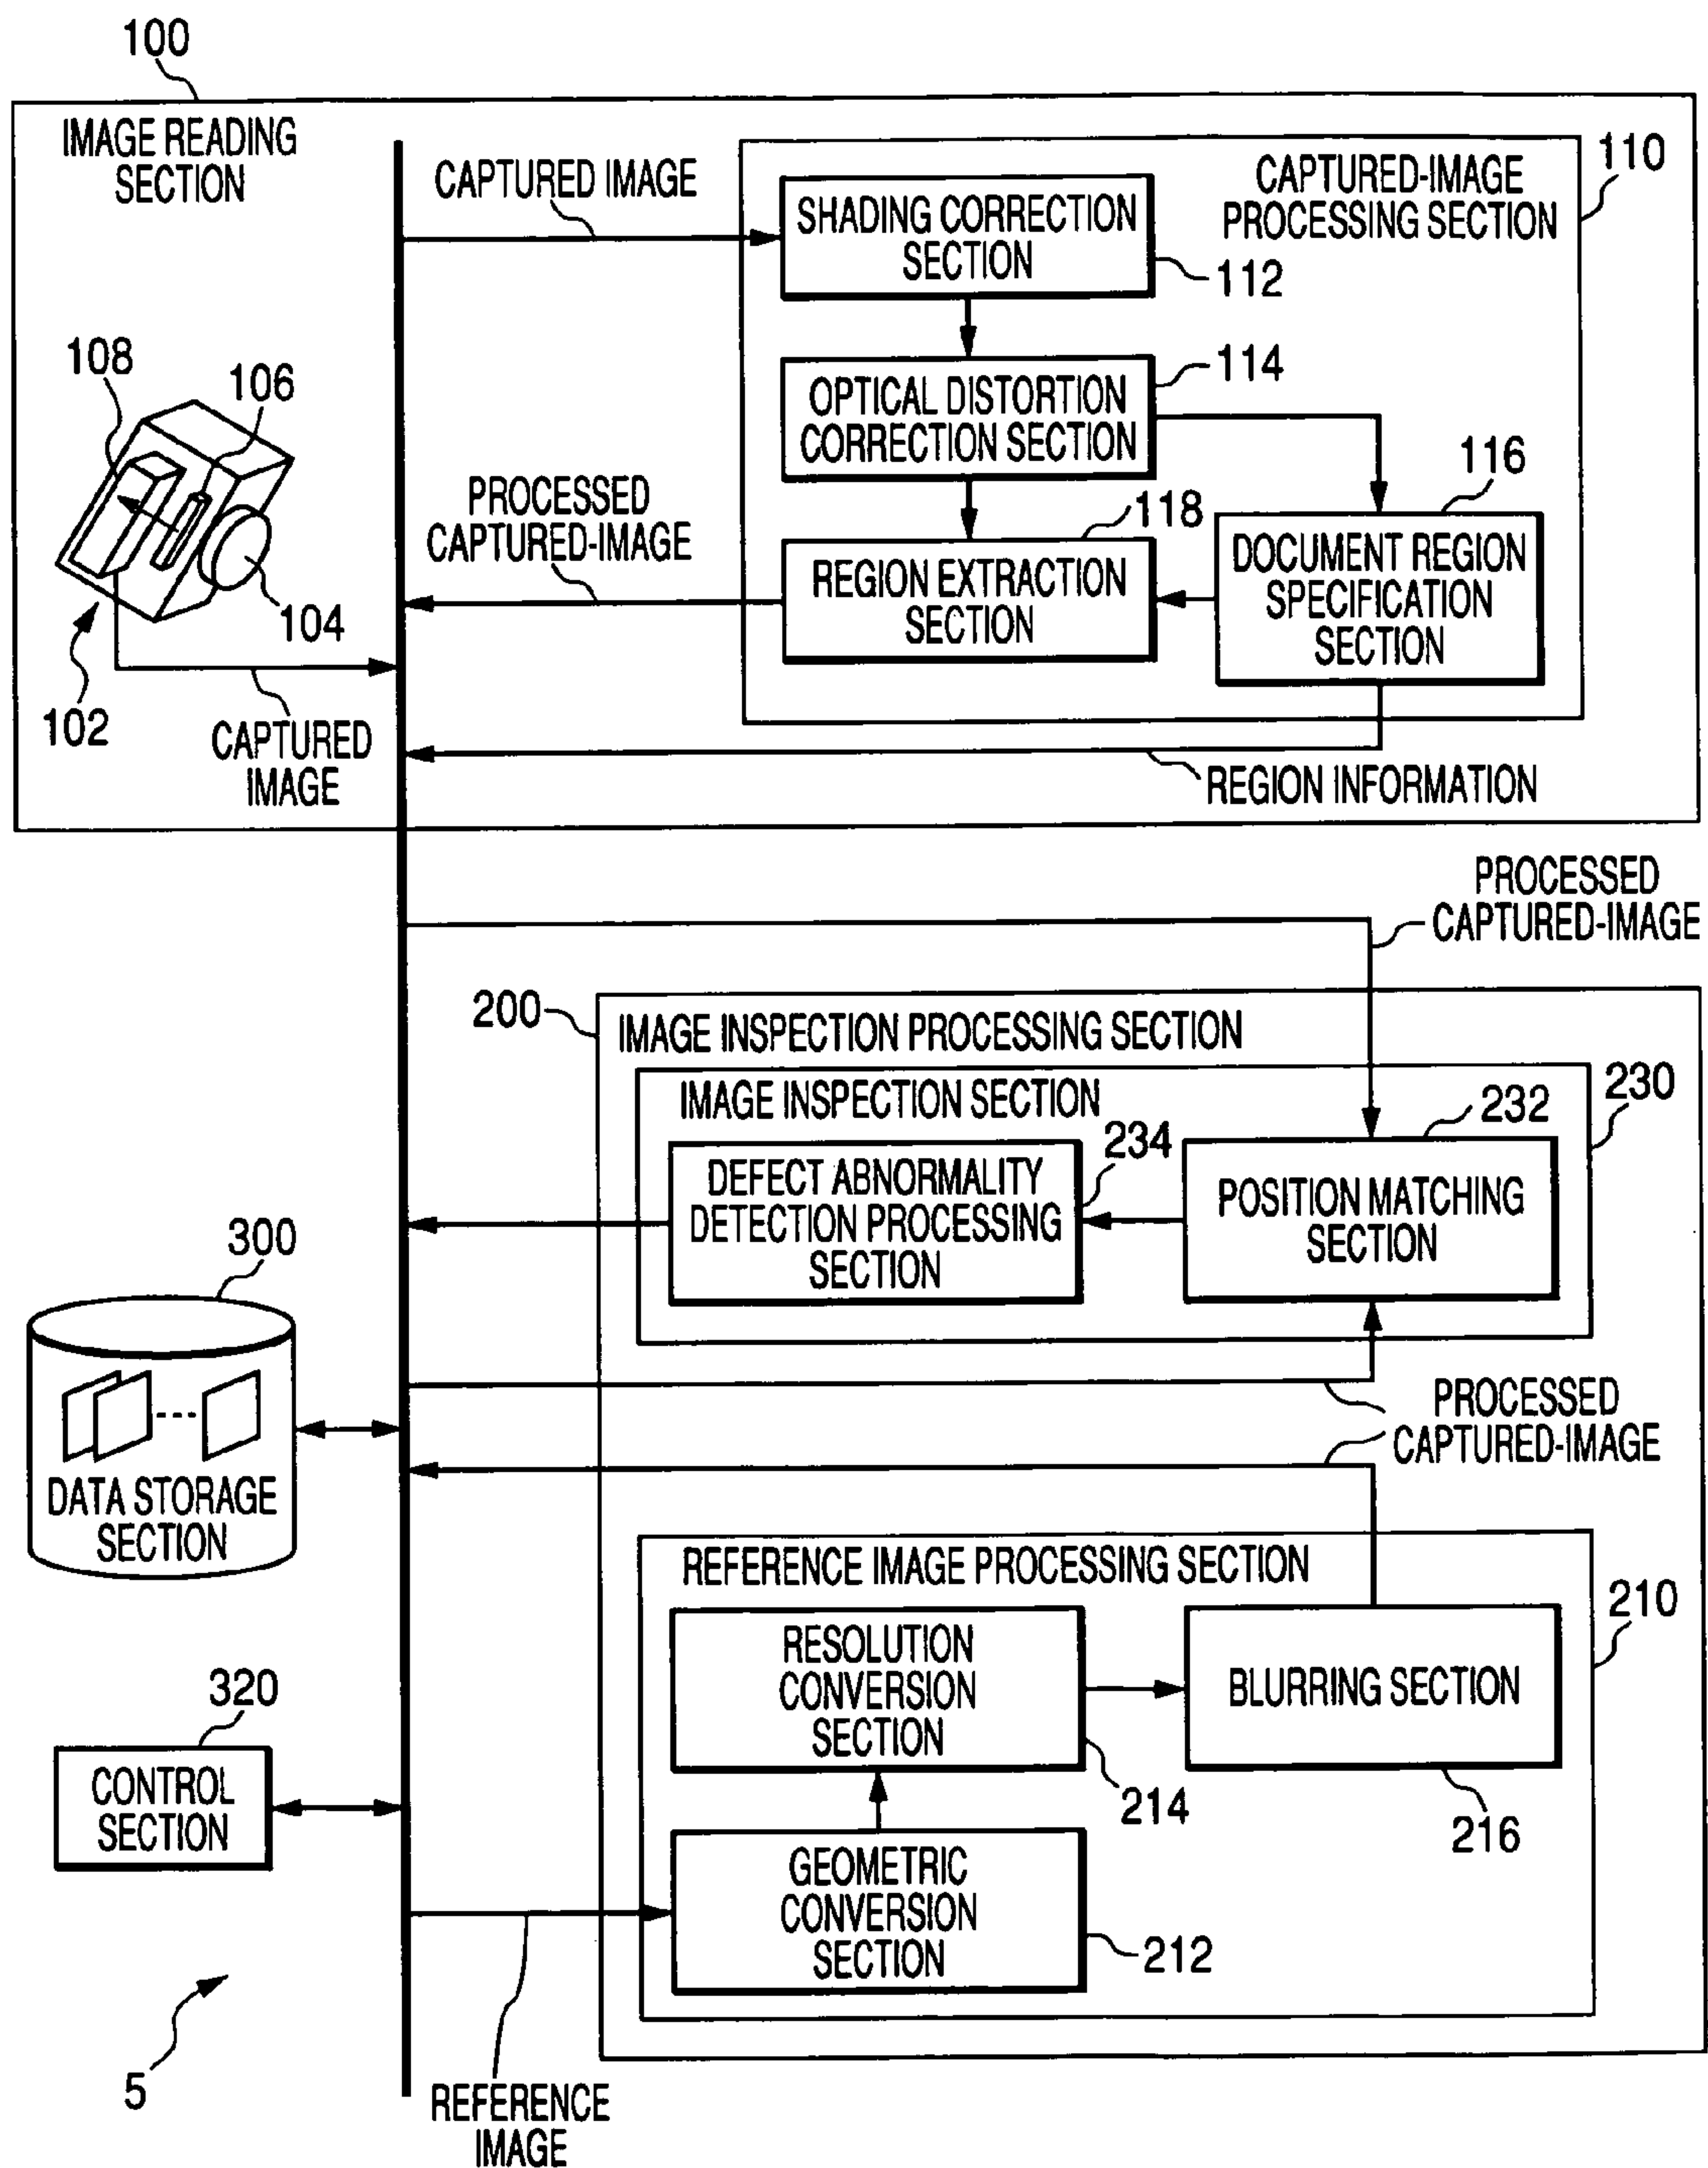 100
IMAGE READING
SECTION
CAPTURED IMAGE
110
CAPTURED-IMAGE
PROCESSING SECTION
SHADING CORRECTION
SECTION
112
114
OPTICAL DISTORTION
CORRECTION SECTION
108
106
116
PROCESSED
CAPTURED-IMAGE
118
REGION EXTRACTION
SECTION
DOCUMENT REGION
SPECIFICATION
SECTION
104
102
CAPTURED
IMAGE
REGION INFORMATION
PROCESSED
CAPTURED-IMAGE
200
IMAGE INSPECTION PROCESSING SECTION
230
IMAGE INSPECTION SECTION
232
234
DEFECT ABNORMALITY
DETECTION PROCESSING
SECTION
POSITION MATCHING
SECTION
300
DATA STORAGE
SECTION
PROCESSED
CAPTURED-IMAGE
REFERENCE IMAGE PROCESSING SECTION
210
RESOLUTION
CONVERSION
SECTION
BLURRING SECTION
214
216
320
CONTROL
SECTION
GEOMETRIC
CONVERSION
SECTION
212
5
REFERENCE
IMAGE